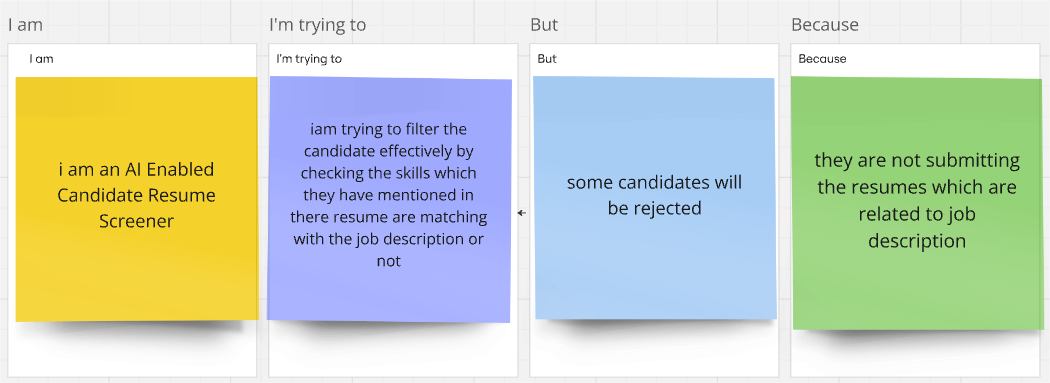 I am
I'm trying to
But
Because
I am
I'm trying to
But
Because
i am an AI Enabled
Candidate Resume
Screener
iam trying to filter the
candidate effectively by
checking the skills which
they have mentioned in
there resume are matching
with the job description or
not
some candidates will
be rejected
they are not submitting
the resumes which are
related to job
description